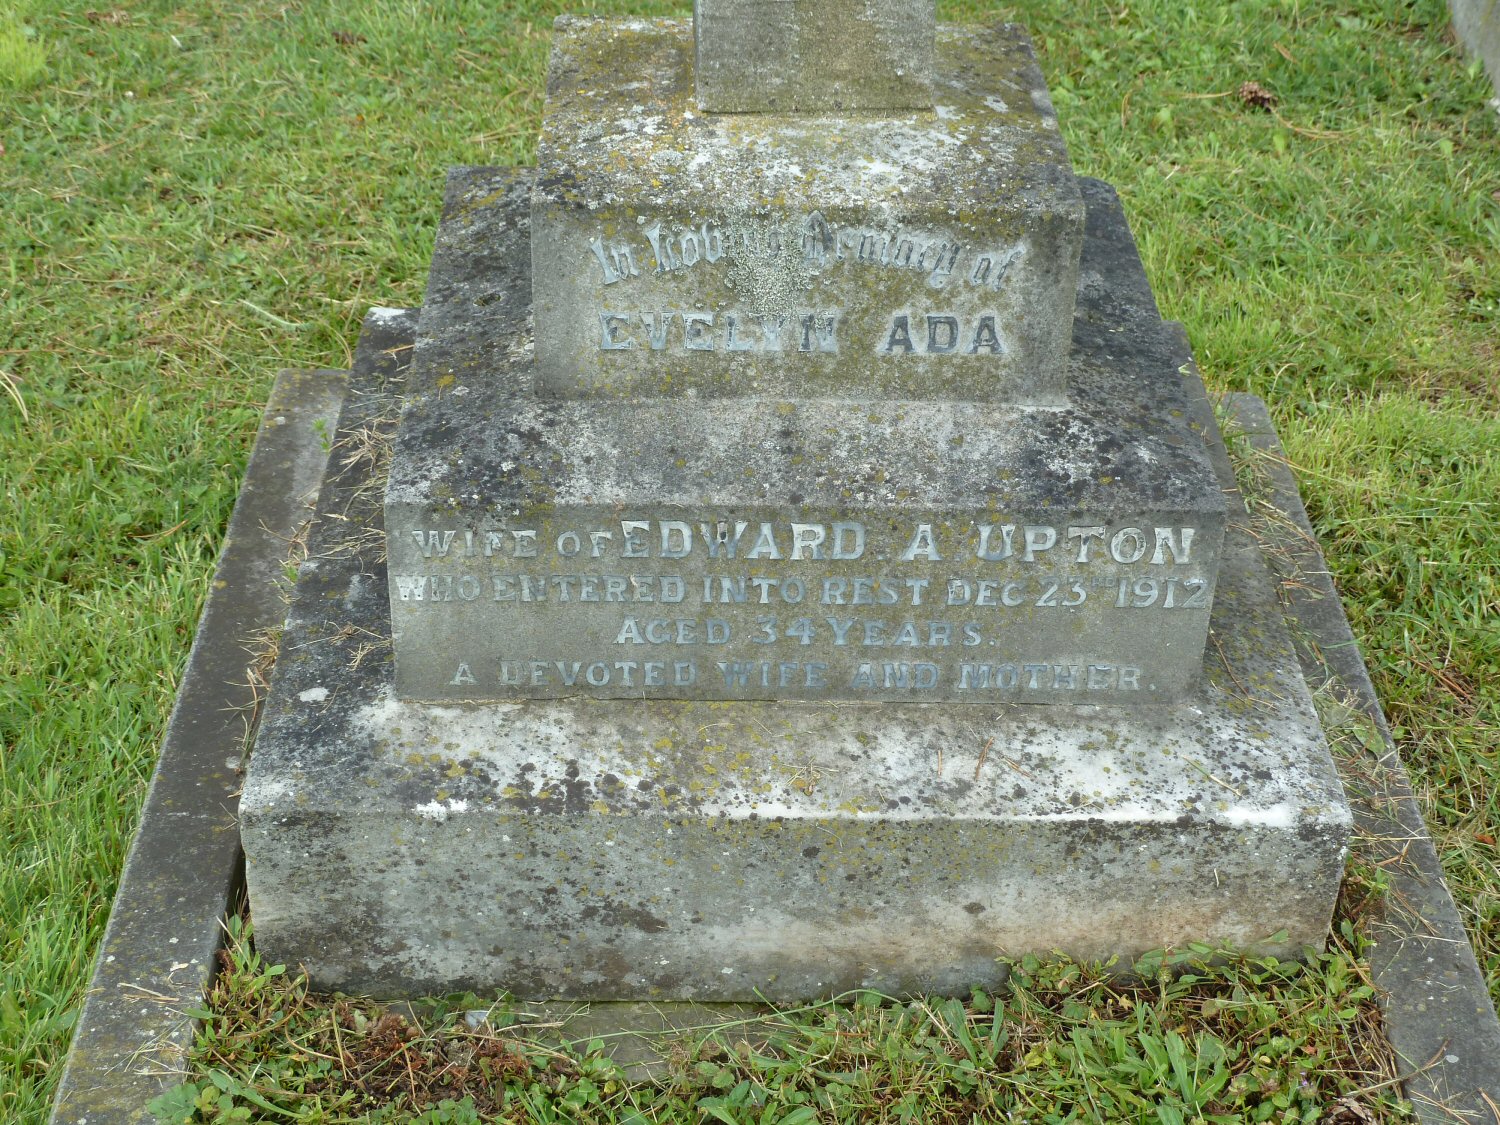 In Loving Memory of
EVELYN ADA
WIFE OF EDWARD A. UPTON
WHO ENTERED INTO REST DEC 23RD 1912
AGED 34 YEARS.
A DEVOTED WIFE AND MOTHER.